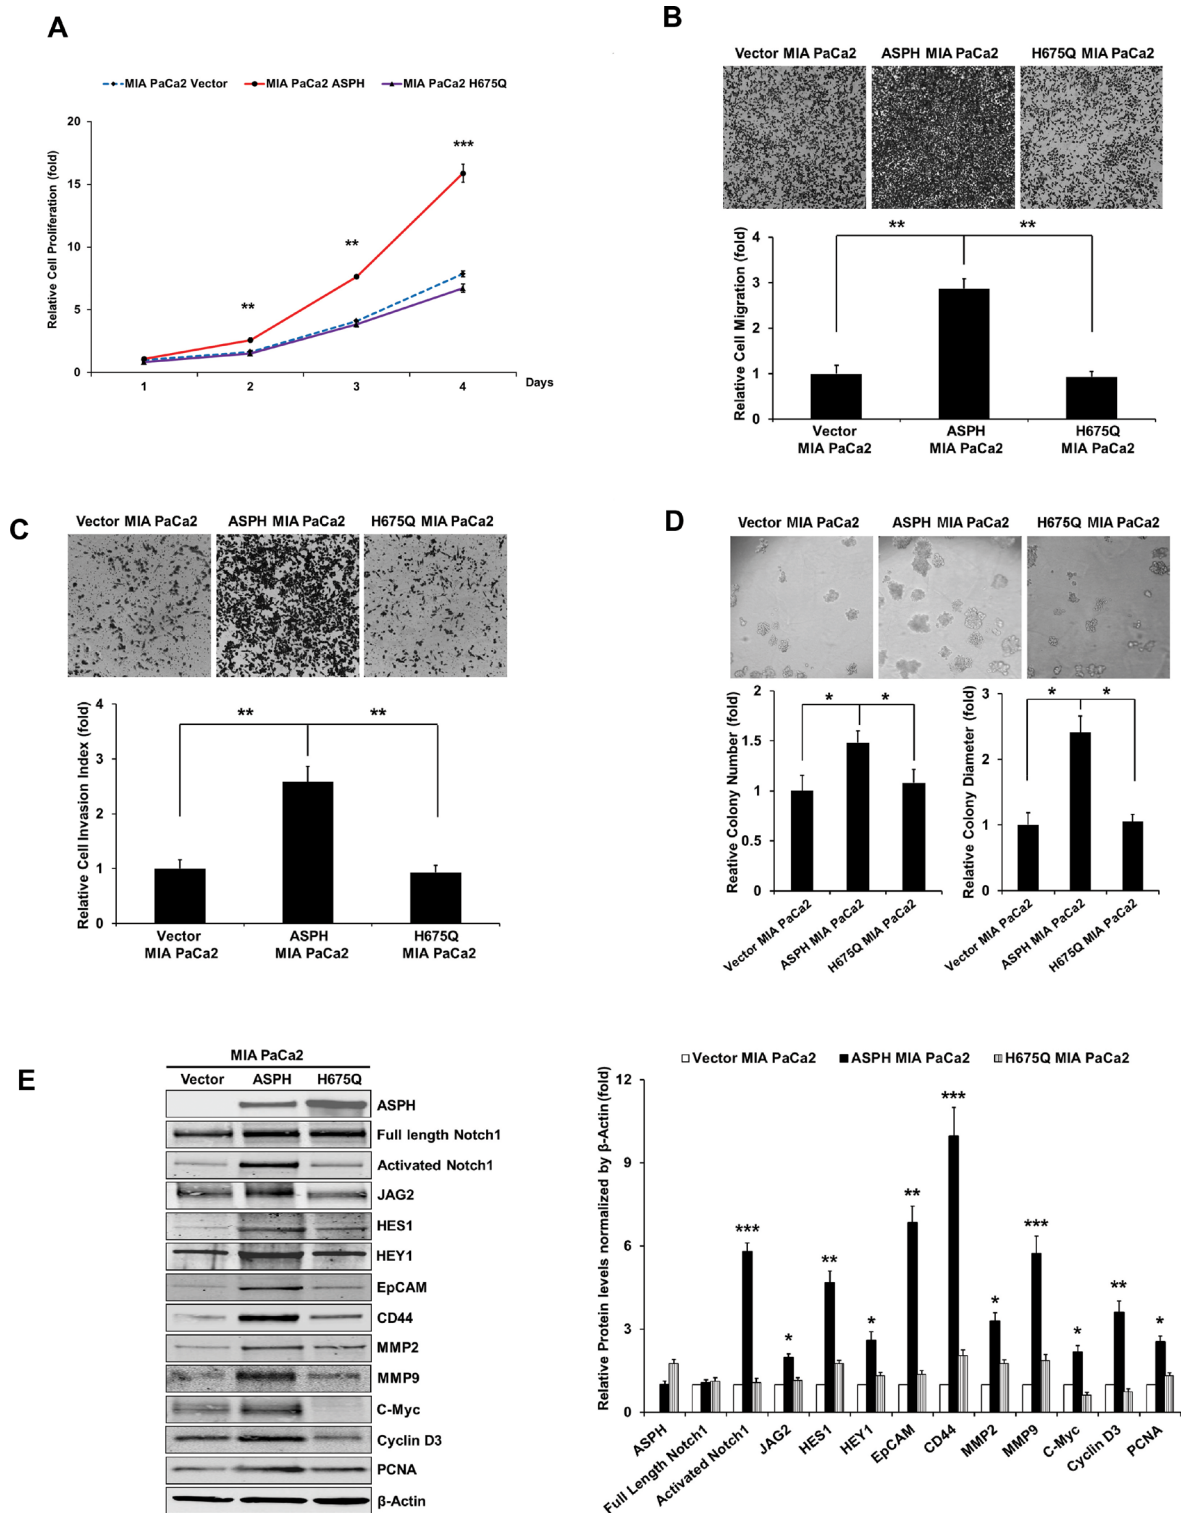 A
MIA PaCa2 Vector MIA PaCa2 ASPH MIA PaCa2 H675Q
Relative Cell Proliferation (fold)
20
15
10
5
0
**
**
***
1 2 3 4 Days
B
Vector MIA PaCa2 ASPH MIA PaCa2 H675Q MIA PaCa2
Relative Cell Migration (fold)
** **
4
3
2
1
0
Vector ASPH H675Q
MIA PaCa2 MIA PaCa2 MIA PaCa2
C
Vector MIA PaCa2 ASPH MIA PaCa2 H675Q MIA PaCa2
Relative Cell Invasion Index (fold)
** **
4
3
2
1
0
Vector ASPH H675Q
MIA PaCa2 MIA PaCa2 MIA PaCa2
D
Vector MIA PaCa2 ASPH MIA PaCa2 H675Q MIA PaCa2
Reative Colony Number (fold)
* *
2
1.5
1
0.5
0
Vector MIA PaCa2
ASPH MIA PaCa2
H675Q MIA PaCa2
Relative Colony Diameter (fold)
* *
3
2
1
0
Vector MIA PaCa2
ASPH MIA PaCa2
H675Q MIA PaCa2
E
MIA PaCa2
Vector ASPH H675Q
ASPH
Full length Notch1
Activated Notch1
JAG2
HES1
HEY1
EpCAM
CD44
MMP2
MMP9
C-Myc
Cyclin D3
PCNA
β-Actin
Vector MIA PaCa2 ASPH MIA PaCa2 H675Q MIA PaCa2
Relative Protein levels normalized by β-Actin (fold)
12
9
6
3
0
*** * ** * ** *** * *** * ** *
ASPH
Full Length Notch1
Activated Notch1
JAG2
HES1
HEY1
EpCAM
CD44
MMP2
MMP9
C-Myc
Cyclin D3
PCNA